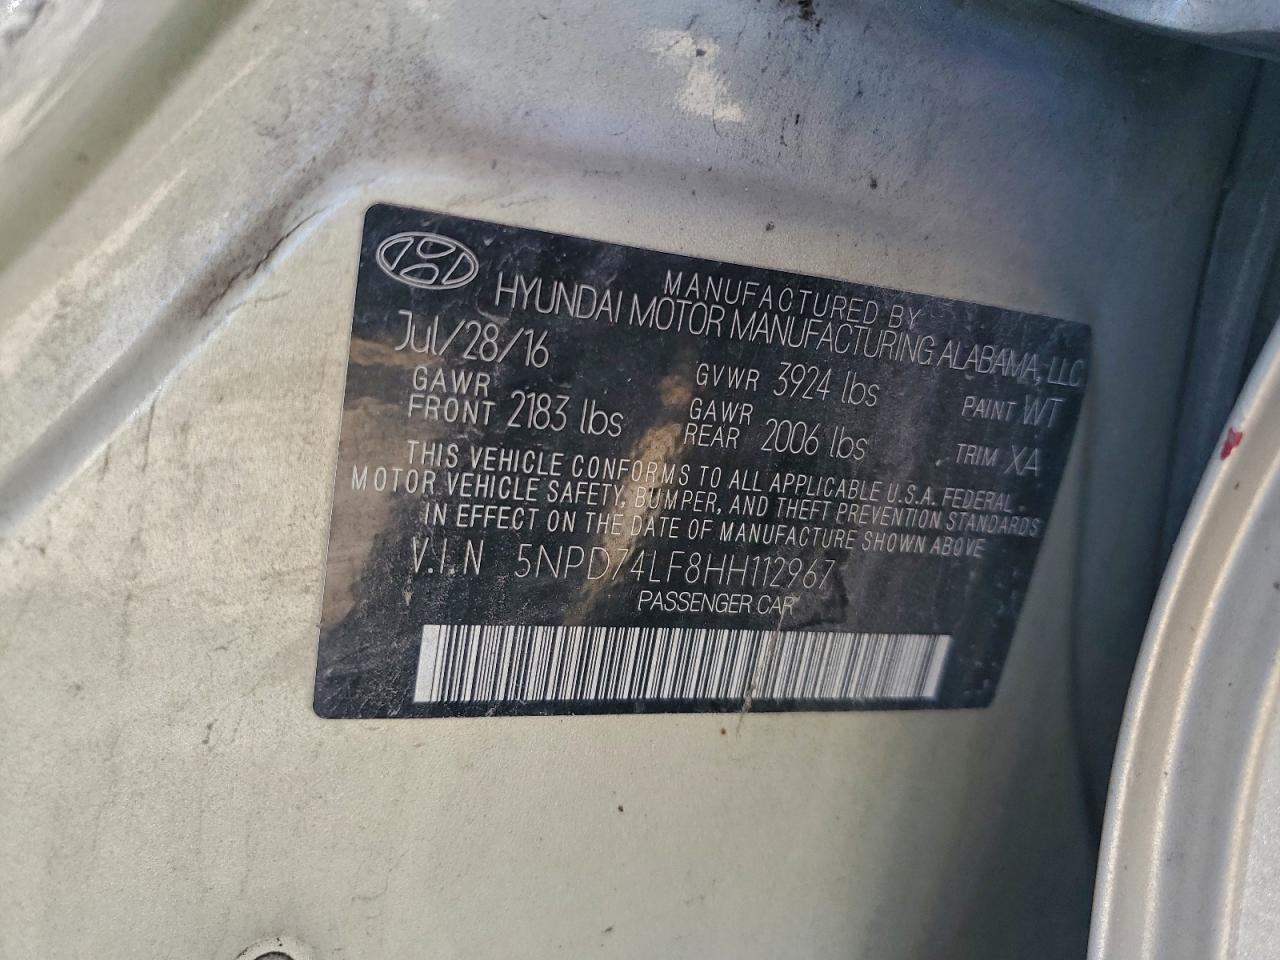 MANUFACTURED BY
HYUNDAI MOTOR MANUFACTURING ALABAMA, LLC
Jul/28/16
GVWR 3924 lbs
PAINT WT
GAWR FRONT 2183 lbs
GAWR REAR 2006 lbs
TRIM XA
THIS VEHICLE CONFORMS TO ALL APPLICABLE U.S.A. FEDERAL
MOTOR VEHICLE SAFETY, BUMPER, AND THEFT PREVENTION STANDARDS
IN EFFECT ON THE DATE OF MANUFACTURE SHOWN ABOVE
V.I.N 5NPD74LF8HH112967
PASSENGER CAR